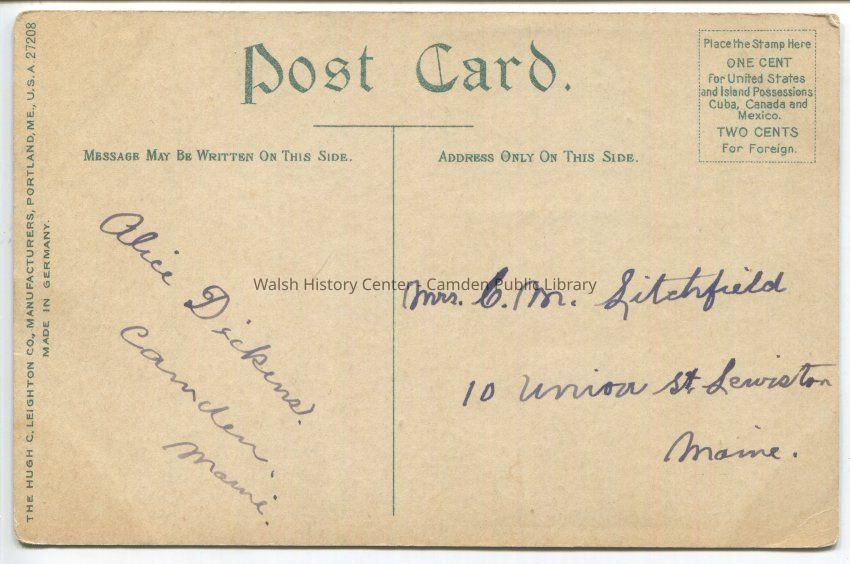 THE HUGH C. LEIGHTON CO., MANUFACTURERS, PORTLAND, ME., U.S.A. 27208
MADE IN GERMANY.
Post Card.
Place the Stamp Here
ONE CENT
For United States
and Island Possessions
Cuba, Canada and
Mexico.
TWO CENTS
For Foreign.
MESSAGE MAY BE WRITTEN ON THIS SIDE.
ADDRESS ONLY ON THIS SIDE.
Alice Dickins.
Camden,
Maine.
Walsh History Center - Camden Public Library
Mrs. C. M. Litchfield
10 Union St. Lewiston
Maine.